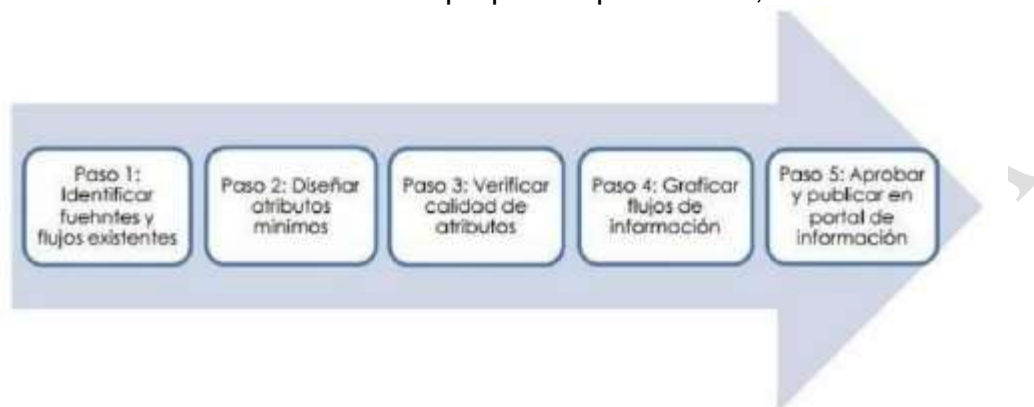 Paso 1:
Identificar
fuehntes y
flujos existentes
Paso 2: Diseñar
atributos
mínimos
Paso 3: Verificar
calidad de
atributos
Paso 4: Graficar
flujos de
información
Paso 5: Aprobar
y publicar en
portal de
información